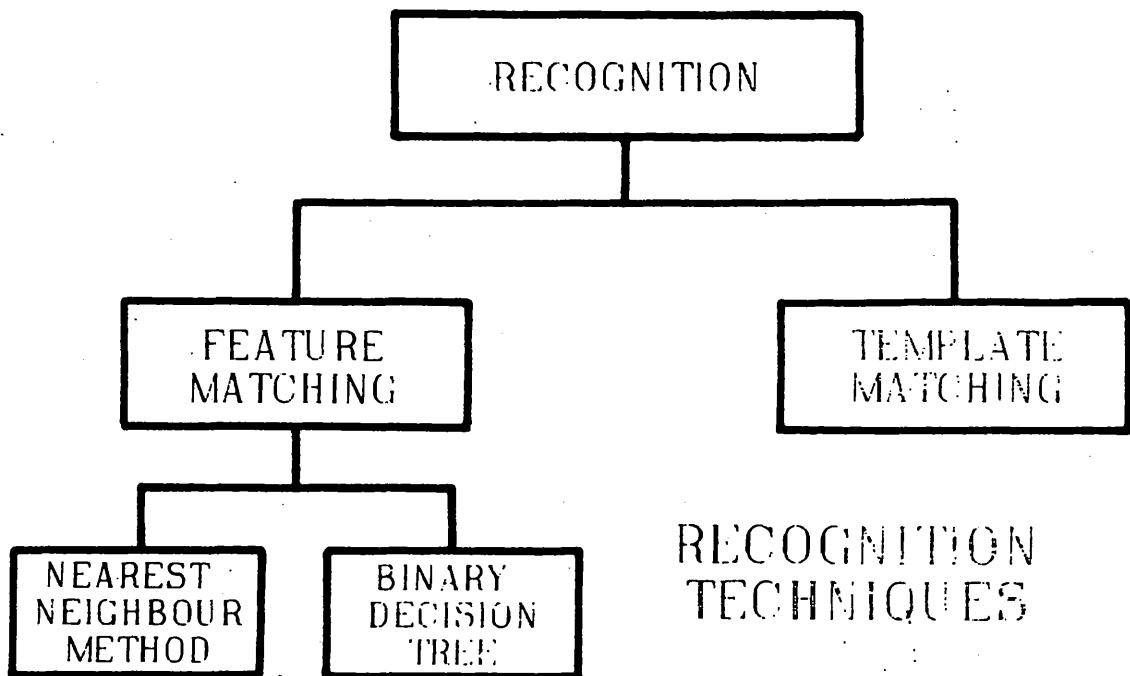 RECOGNITION
FEATURE
MATCHING
TEMPLATE
MATCHING
NEAREST
NEIGHBOUR
METHOD
BINARY
DECISION
TREE
RECOGNITION
TECHNIQUES